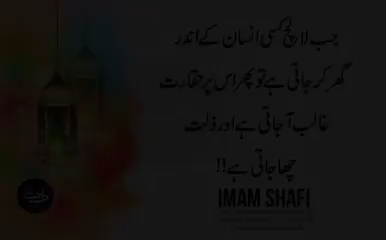 جب لالچ کسی انسان کے اندر
گھر کر جاتی ہے تو پھر اس پر حقارت
غالب آ جاتی ہے اور ذلت
چھا جاتی ہے!!
IMAM SHAFI